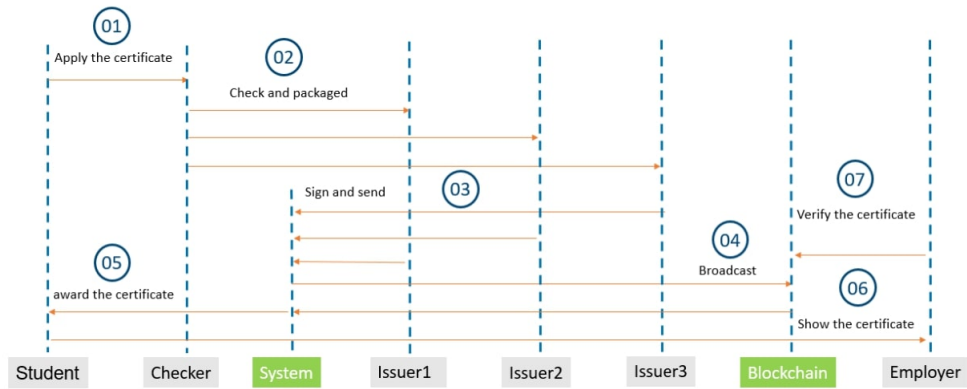 01
Apply the certificate
02
Check and packaged
Sign and send
03
07
Verify the certificate
04
Broadcast
05
award the certificate
06
Show the certificate
Student
Checker
System
Issuer1
Issuer2
Issuer3
Blockchain
Employer